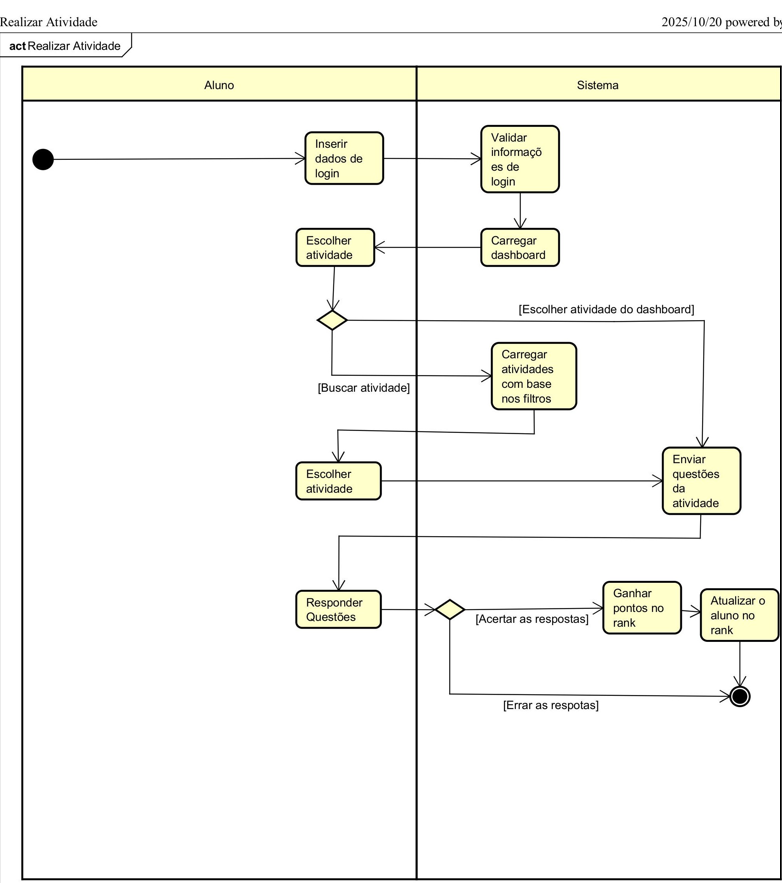 Realizar Atividade
2025/10/20 powered by
act Realizar Atividade
Aluno
Sistema
Inserir
dados de
login
Validar
informaçõ
es de
login
Escolher
atividade
Carregar
dashboard
[Escolher atividade do dashboard]
Carregar
atividades
com base
nos filtros
[Buscar atividade]
Escolher
atividade
Enviar
questões
da
atividade
Responder
Questões
Ganhar
pontos no
rank
Atualizar o
aluno no
rank
[Acertar as respostas]
[Errar as respotas]